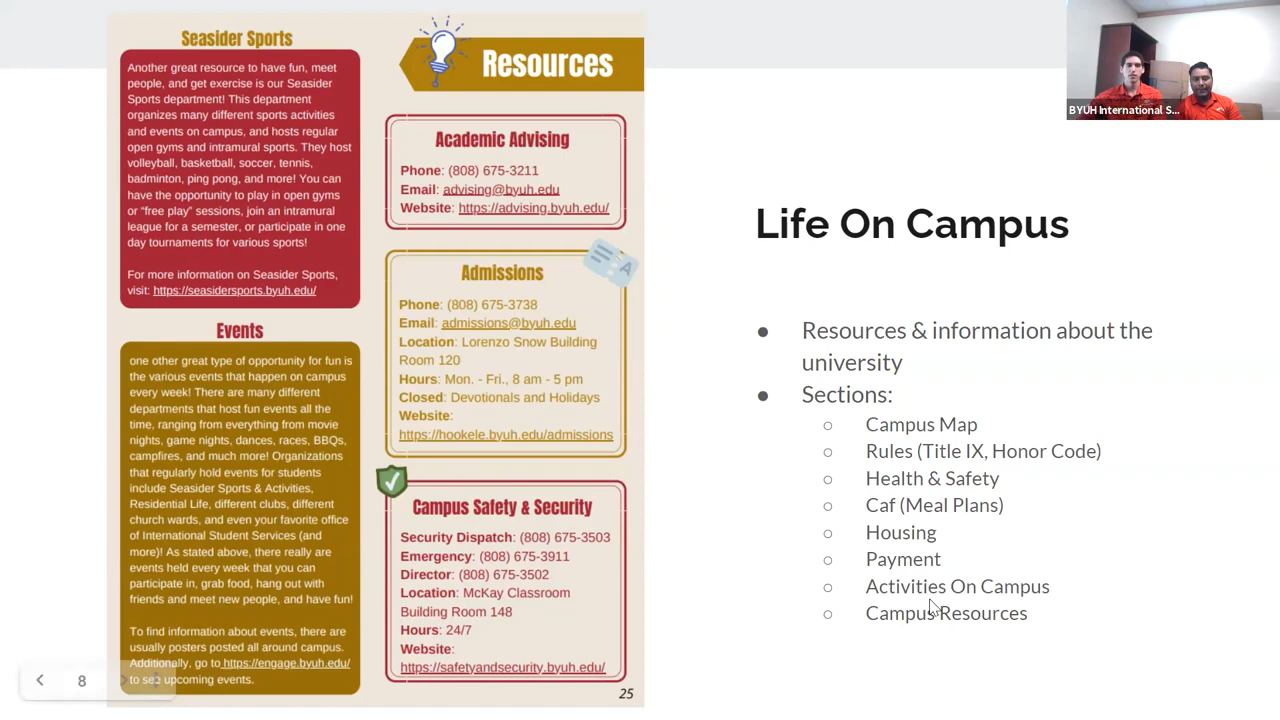 Seasider Sports
Another great resource to have fun, meet
people, and get exercise is our Seasider
Sports department! This department
organizes many different sports activities
and events on campus, and hosts regular
open gyms and intramural sports. They host
volleyball, basketball, soccer, tennis,
badminton, ping pong, and more! You can
have the opportunity to play in open gyms
or “free play” sessions, join an intramural
league for a semester, or participate in one
day tournaments for various sports!
For more information on Seasider Sports,
visit: https://seasidersports.byuh.edu/
Events
one other great type of opportunity for fun is
the various events that happen on campus
every week! There are many different
departments that host fun events all the
time, ranging from everything from movie
nights, game nights, dances, races, BBQs,
campfires, and much more! Organizations
that regularly hold events for students
include Seasider Sports & Activities,
Residential Life, different clubs, different
church wards, and even your favorite office
of International Student Services (and
more)! As stated above, there really are
events held every week that you can
participate in, grab food, hang out with
friends and meet new people, and have fun!
To find information about events, there are
usually posters posted all around campus.
Additionally, go to https://engage.byuh.edu/
to see upcoming events.
8
Resources
Academic Advising
Phone: (808) 675-3211
Email: advising@byuh.edu
Website: https://advising.byuh.edu/
A
Admissions
Phone: (808) 675-3738
Email: admissions@byuh.edu
Location: Lorenzo Snow Building
Room 120
Hours: Mon. - Fri., 8 am - 5 pm
Closed: Devotionals and Holidays
Website:
https://hookele.byuh.edu/admissions
Campus Safety & Security
Security Dispatch: (808) 675-3503
Emergency: (808) 675-3911
Director: (808) 675-3502
Location: McKay Classroom
Building Room 148
Hours: 24/7
Website:
https://safetyandsecurity.byuh.edu/
25
BYUH International S...
Life On Campus
● Resources & information about the
university
● Sections:
○ Campus Map
○ Rules (Title IX, Honor Code)
○ Health & Safety
○ Caf (Meal Plans)
○ Housing
○ Payment
○ Activities On Campus
○ Campus Resources